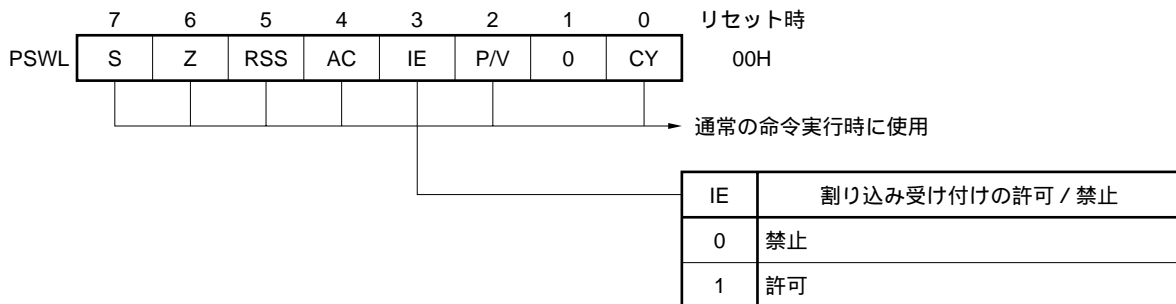 7 6 5 4 3 2 1 0 リセット時
PSWL S Z RSS AC IE P/V 0 CY 00H
通常の命令実行時に使用
IE 割り込み受け付けの許可 / 禁止
0 禁止
1 許可